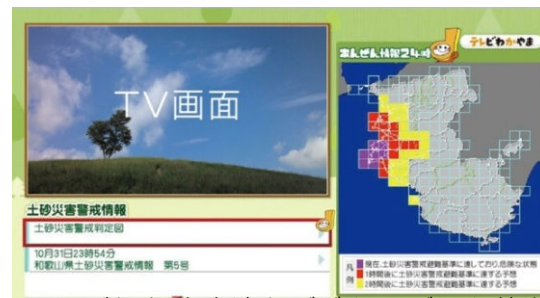 あんぜん情報24時
テレビわかやま
TV画面
土砂災害警戒情報
土砂災害警戒判定図
10月31日23時54分
和歌山県土砂災害警戒情報 第5号
凡例
現在、土砂災害警戒避難基準に達しており、危険な状態
1時間後に土砂災害警戒避難基準に達する予想
2時間後に土砂災害警戒避難基準に達する予想